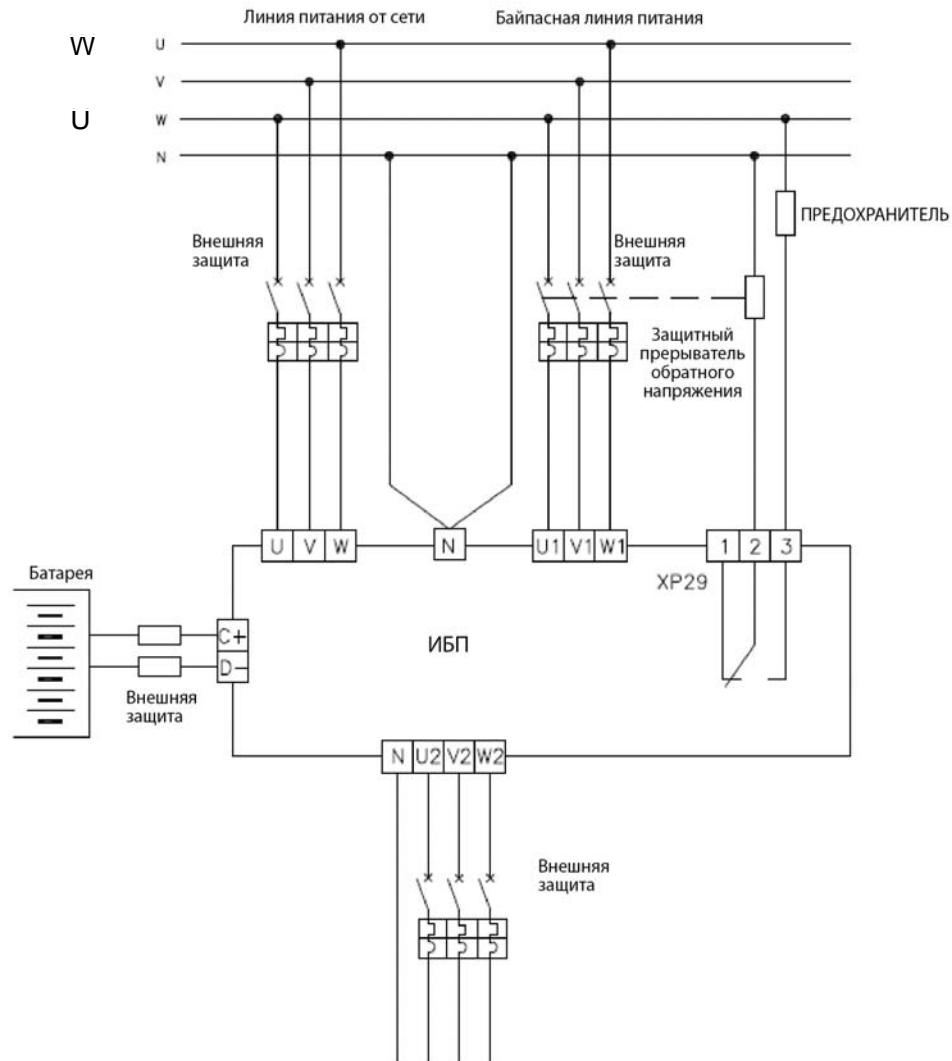 Линия питания от сети
Байпасная линия питания
W
U
V
U
W
N
ПРЕДОХРАНИТЕЛЬ
Внешняя
защита
Внешняя
защита
Защитный
прерыватель
обратного
напряжения
U V W
N
U1 V1 W1
1 2 3
XP29
Батарея
C+
D-
ИБП
Внешняя
защита
N U2 V2 W2
Внешняя
защита